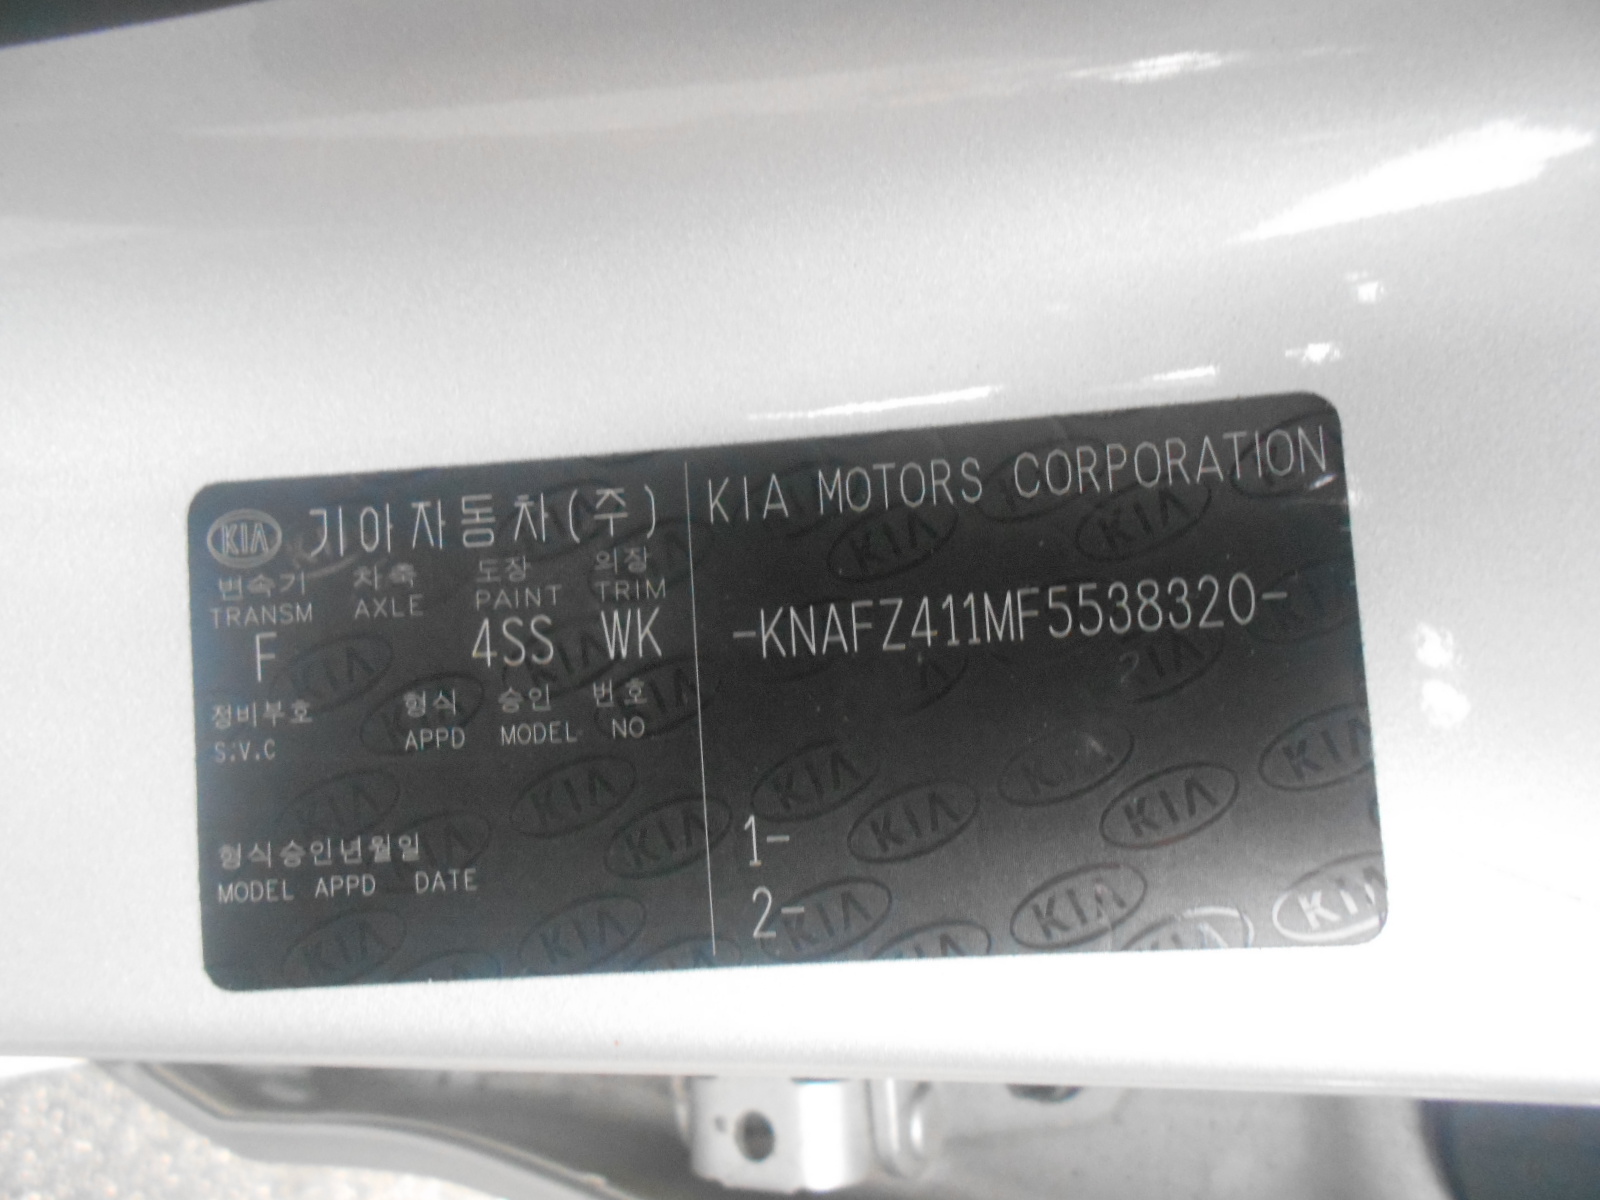 KIA 기아자동차(주)
변속기 차축 도장 의장
TRANSM AXLE PAINT TRIM
F 4SS WK
정비부호 형식 승인 번호
S.V.C APPD MODEL NO
형식승인년월일
MODEL APPD DATE
KIA MOTORS CORPORATION
-KNAFZ411MF5538320-
1-
2-